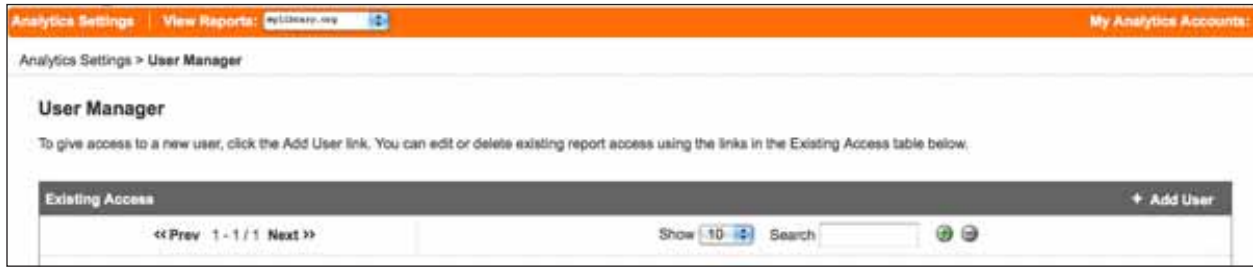 Analytics Settings View Reports: mylibrary.org My Analytics Accounts:
Analytics Settings > User Manager
User Manager
To give access to a new user, click the Add User link. You can edit or delete existing report access using the links in the Existing Access table below.
Existing Access + Add User
« Prev 1 - 1 / 1 Next » Show 10 Search